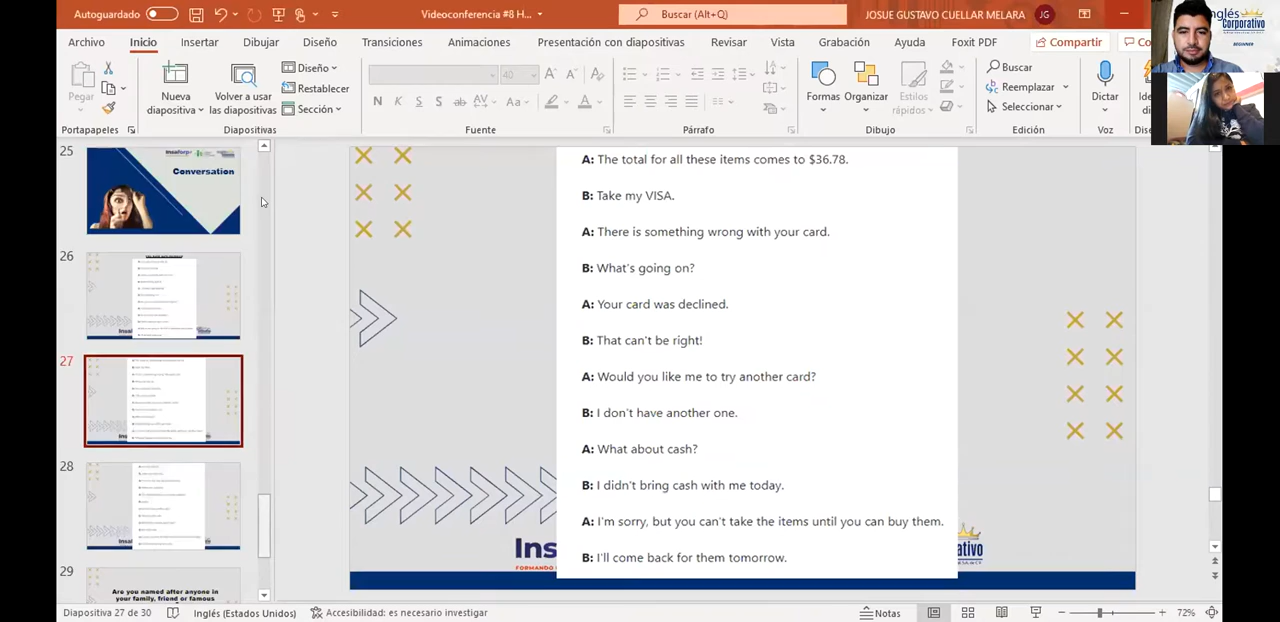 Autoguardado
Videoconferencia #8 H...
Buscar (Alt+Q)
JOSUE GUSTAVO CUELLAR MELARA
JG
Inglés
Corporativo
BEGINNER
Archivo
Inicio
Insertar
Dibujar
Diseño
Transiciones
Animaciones
Presentación con diapositivas
Revisar
Vista
Grabación
Ayuda
Foxit PDF
Compartir
Co
Pegar
Nueva
diapositiva
Volver a usar
las diapositivas
Diseño
Restablecer
Sección
Formas
Organizar
Estilos
rápidos
Buscar
Reemplazar
Seleccionar
Dictar
Portapapeles
Diapositivas
Fuente
Párrafo
Dibujo
Edición
Voz
25
Conversation
26
27
28
29
Are you named after anyone in
your family, friend or famous
A: The total for all these items comes to $36.78.
B: Take my VISA.
A: There is something wrong with your card.
B: What's going on?
A: Your card was declined.
B: That can't be right!
A: Would you like me to try another card?
B: I don't have another one.
A: What about cash?
B: I didn't bring cash with me today.
A: I'm sorry, but you can't take the items until you can buy them.
B: I'll come back for them tomorrow.
Diapositiva 27 de 30
Inglés (Estados Unidos)
Accesibilidad: es necesario investigar
Notas
72%